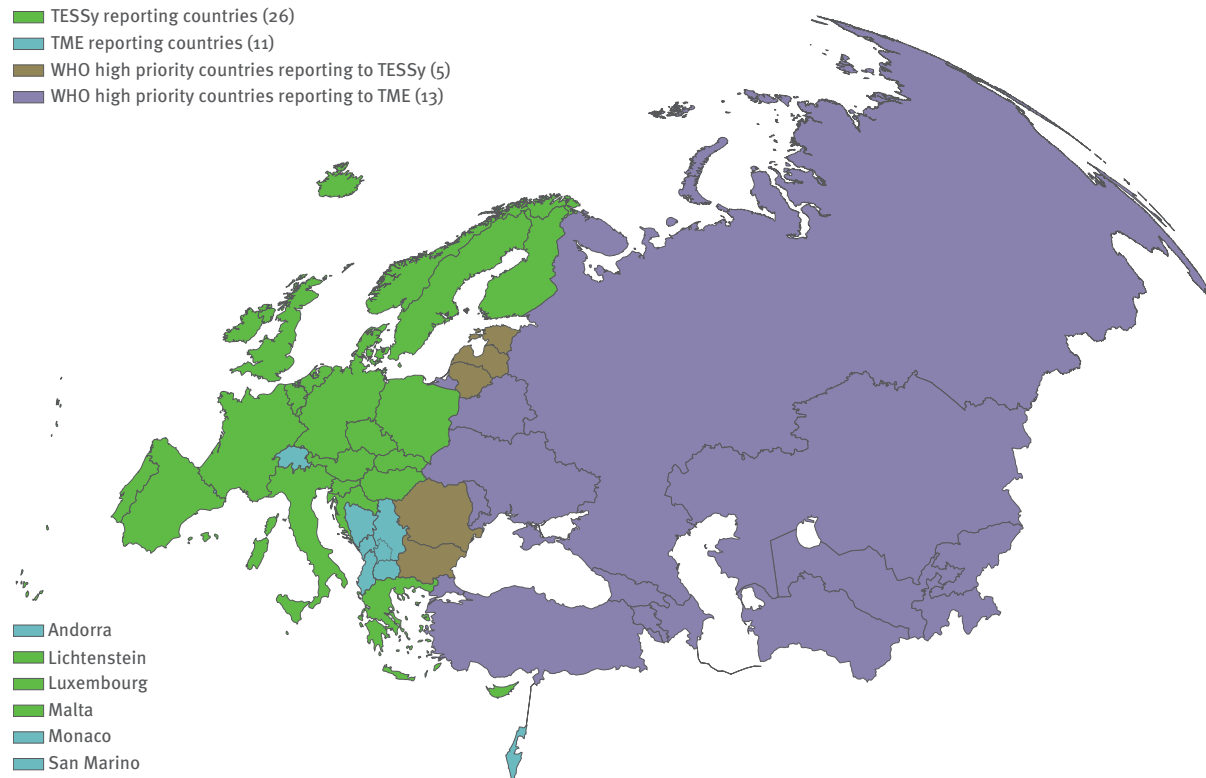 TESSy reporting countries (26)
TME reporting countries (11)
WHO high priority countries reporting to TESSy (5)
WHO high priority countries reporting to TME (13)
Andorra
Lichtenstein
Luxembourg
Malta
Monaco
San Marino